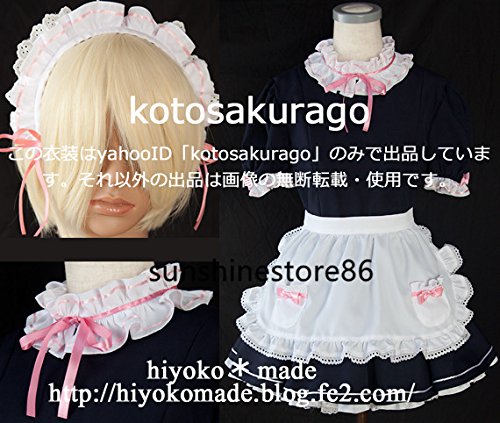 kotosakurago
この衣装はyahooID「kotosakurago」のみで出品していま
す。それ以外の出品は画像の無断転載・使用です。
sunshinestore86
hiyoko＊made
http://hiyokomade.blog.fc2.com/